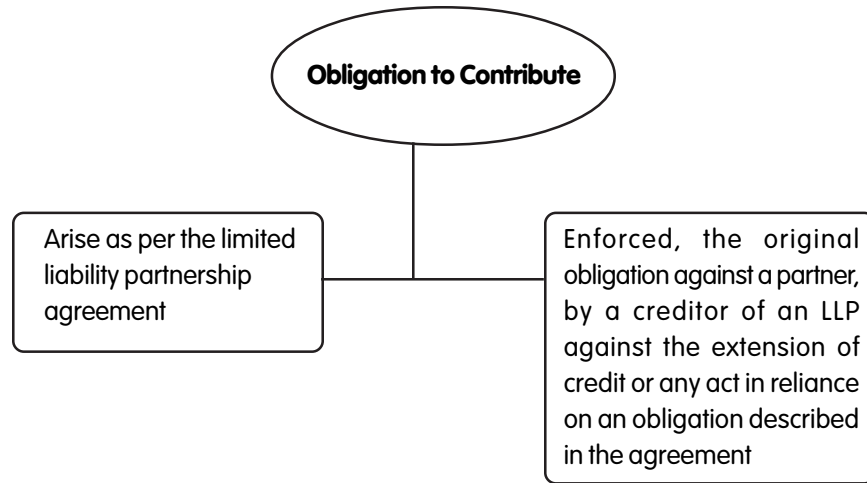 Obligation to Contribute
Arise as per the limited
liability partnership
agreement
Enforced, the original
obligation against a partner,
by a creditor of an LLP
against the extension of
credit or any act in reliance
on an obligation described
in the agreement